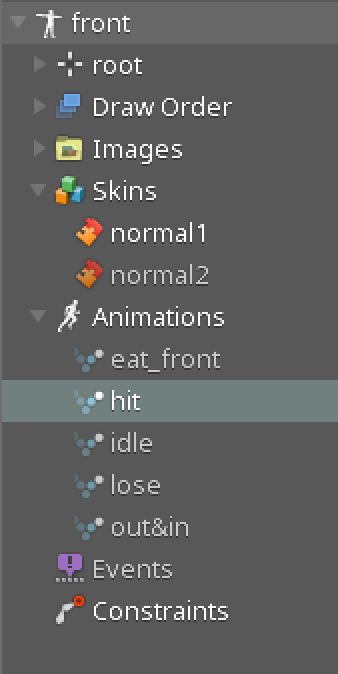 front
root
Draw Order
Images
Skins
normal1
normal2
Animations
eat_front
hit
idle
lose
out&in
Events
Constraints